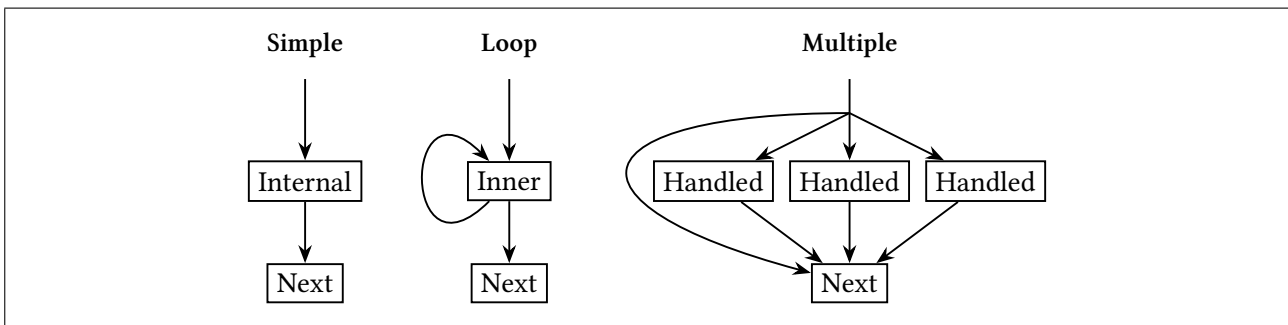 Simple Loop Multiple
Internal Inner Handled Handled Handled
Next Next Next